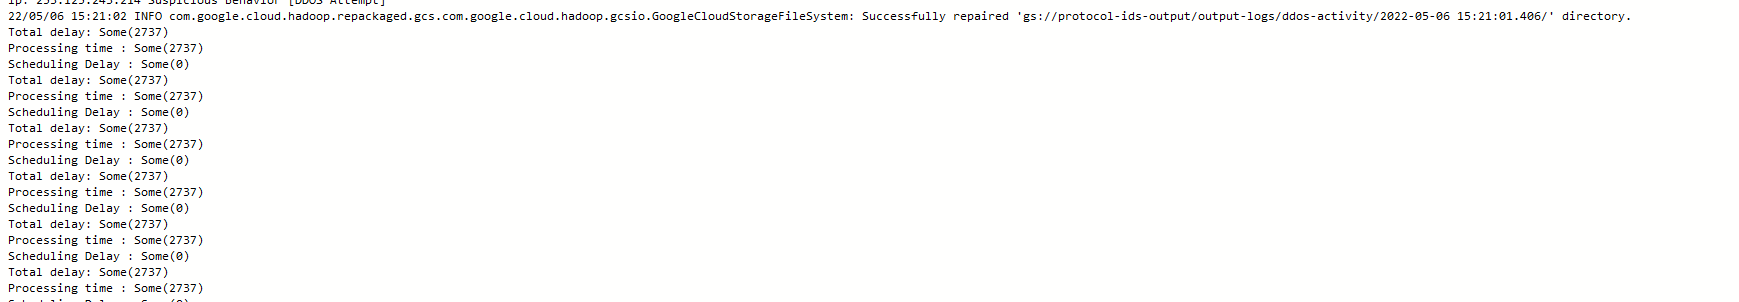 Suspicious Behavior [DDOS Attempt]
22/05/06 15:21:02 INFO com.google.cloud.hadoop.repackaged.gcs.com.google.cloud.hadoop.gcsio.GoogleCloudStorageFileSystem: Successfully repaired 'gs://protocol-ids-output/output-logs/ddos-activity/2022-05-06 15:21:01.406/' directory.
Total delay: Some(2737)
Processing time : Some(2737)
Scheduling Delay : Some(0)
Total delay: Some(2737)
Processing time : Some(2737)
Scheduling Delay : Some(0)
Total delay: Some(2737)
Processing time : Some(2737)
Scheduling Delay : Some(0)
Total delay: Some(2737)
Processing time : Some(2737)
Scheduling Delay : Some(0)
Total delay: Some(2737)
Processing time : Some(2737)
Scheduling Delay : Some(0)
Total delay: Some(2737)
Processing time : Some(2737)